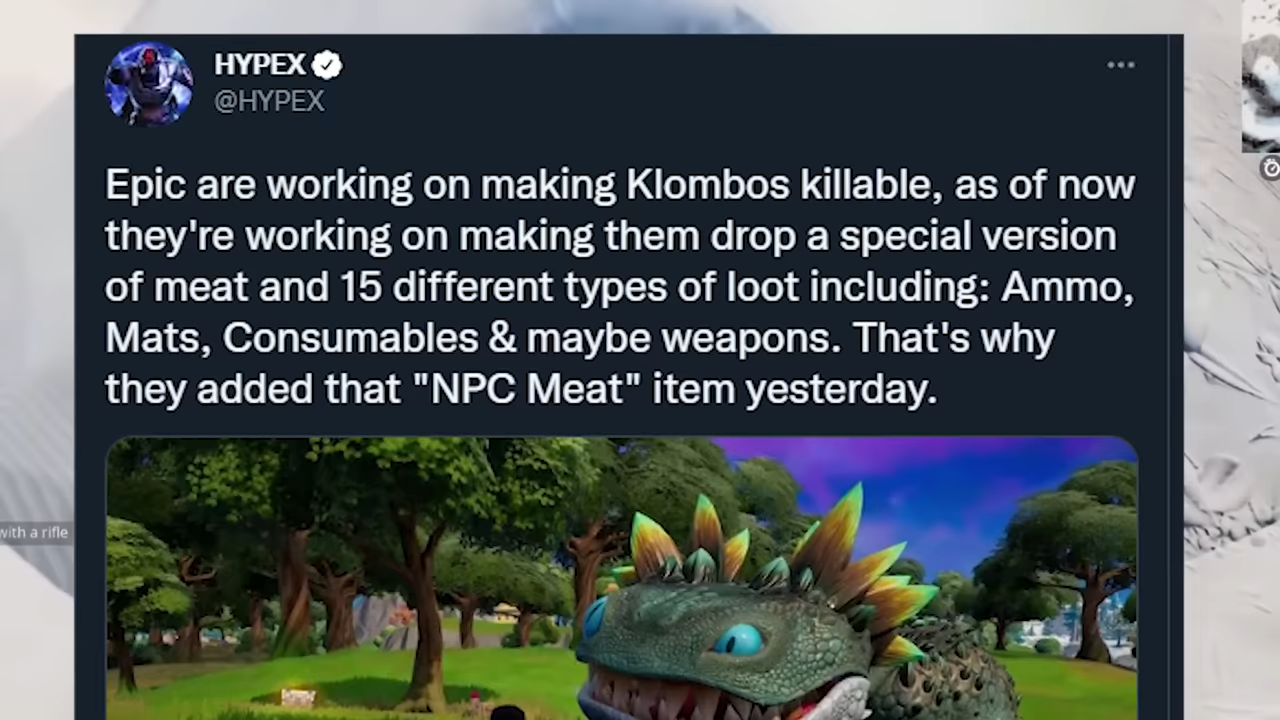 HYPEX
@HYPEX
Epic are working on making Klombos killable, as of now
they're working on making them drop a special version
of meat and 15 different types of loot including: Ammo,
Mats, Consumables & maybe weapons. That's why
they added that "NPC Meat" item yesterday.
with a rifle